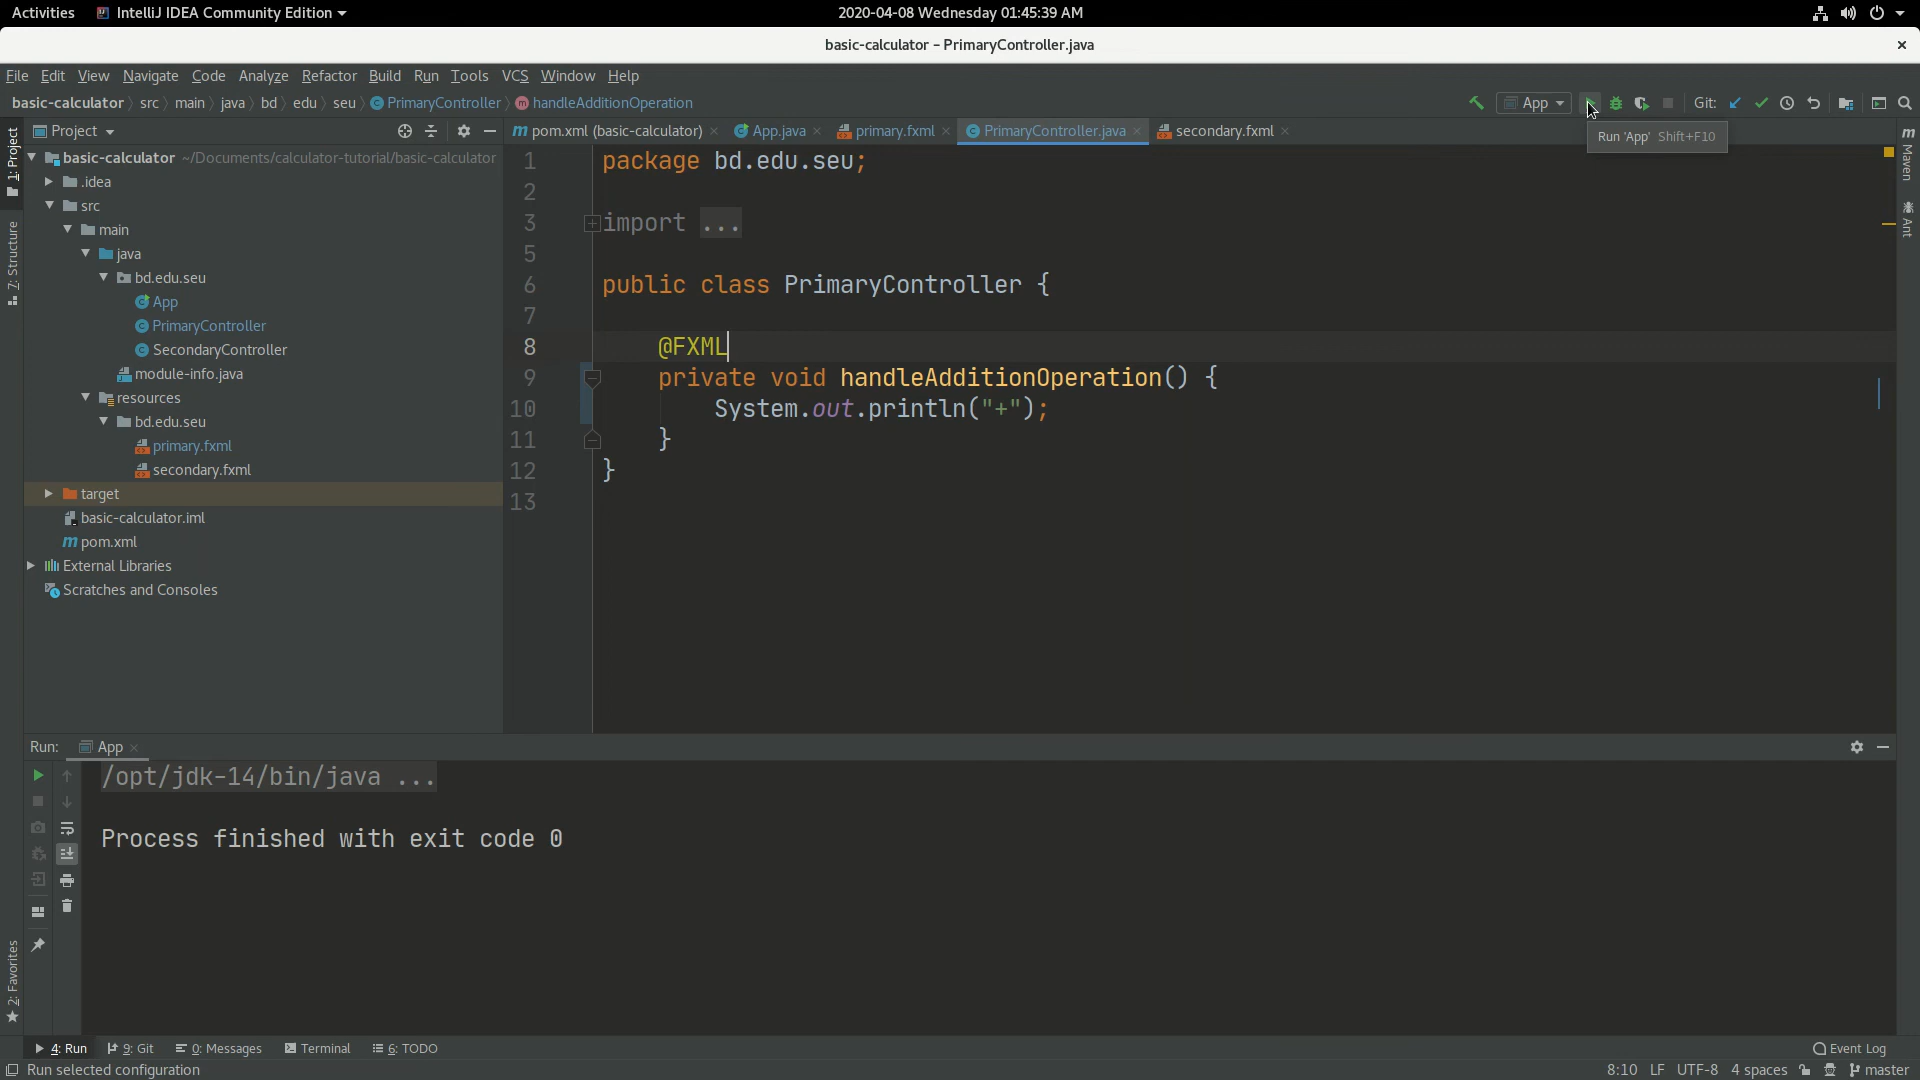 Activities IntelliJ IDEA Community Edition 2020-04-08 Wednesday 01:45:39 AM
basic-calculator – PrimaryController.java
File Edit View Navigate Code Analyze Refactor Build Run Tools VCS Window Help
basic-calculator src main java bd edu seu PrimaryController handleAdditionOperation App Git:
Project pom.xml (basic-calculator) App.java primary.fxml PrimaryController.java secondary.fxml
Run 'App' Shift+F10
1: Project
7: Structure
2: Favorites
Maven
Ant
basic-calculator ~/Documents/calculator-tutorial/basic-calculator
.idea
src
main
java
bd.edu.seu
App
PrimaryController
SecondaryController
module-info.java
resources
bd.edu.seu
primary.fxml
secondary.fxml
target
basic-calculator.iml
pom.xml
External Libraries
Scratches and Consoles
1 package bd.edu.seu;
2
3 import ...
5
6 public class PrimaryController {
7
8 @FXML
9 private void handleAdditionOperation() {
10 System.out.println("+");
11 }
12 }
13
Run: App
/opt/jdk-14/bin/java ...
Process finished with exit code 0
4: Run 9: Git 0: Messages Terminal 6: TODO Event Log
Run selected configuration 8:10 LF UTF-8 4 spaces master